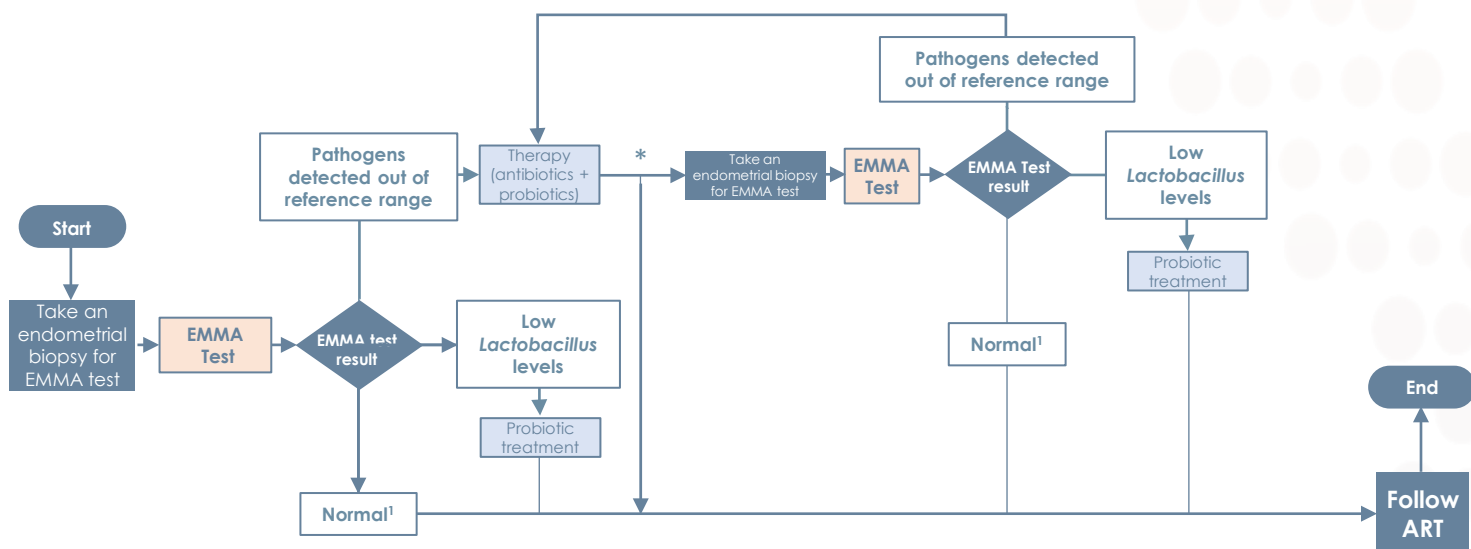 Start
Take an
endometrial
biopsy for
EMMA test
EMMA
Test
EMMA test
result
Pathogens
detected out of
reference range
Low
Lactobacillus
levels
Probiotic
treatment
Normal¹
Therapy
(antibiotics +
probiotics)
*
Take an
endometrial biopsy
for EMMA test
EMMA
Test
EMMA Test
result
Pathogens detected
out of reference range
Low
Lactobacillus
levels
Probiotic
treatment
Normal¹
Follow
ART
End